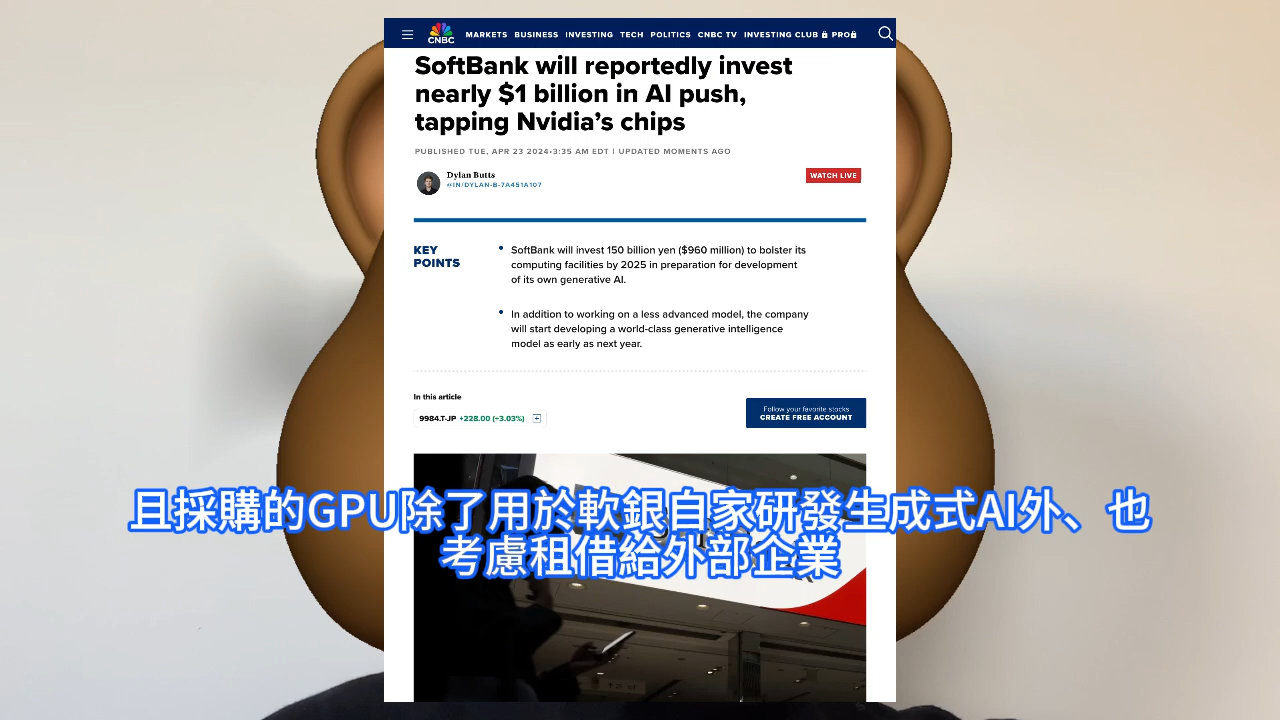 CNBC
MARKETS BUSINESS INVESTING TECH POLITICS CNBC TV INVESTING CLUB PRO
SoftBank will reportedly invest
nearly $1 billion in AI push,
tapping Nvidia's chips
PUBLISHED TUE, APR 23 2024•3:35 AM EDT | UPDATED MOMENTS AGO
Dylan Butts
@IN/DYLAN-B-7A451A107
WATCH LIVE
KEY
POINTS
• SoftBank will invest 150 billion yen ($960 million) to bolster its
computing facilities by 2025 in preparation for development
of its own generative AI.
• In addition to working on a less advanced model, the company
will start developing a world-class generative intelligence
model as early as next year.
In this article
9984.T-JP +228.00 (+3.03%)
Follow your favorite stocks
CREATE FREE ACCOUNT
且採購的GPU除了用於軟銀自家研發生成式AI外、也
考慮租借給外部企業